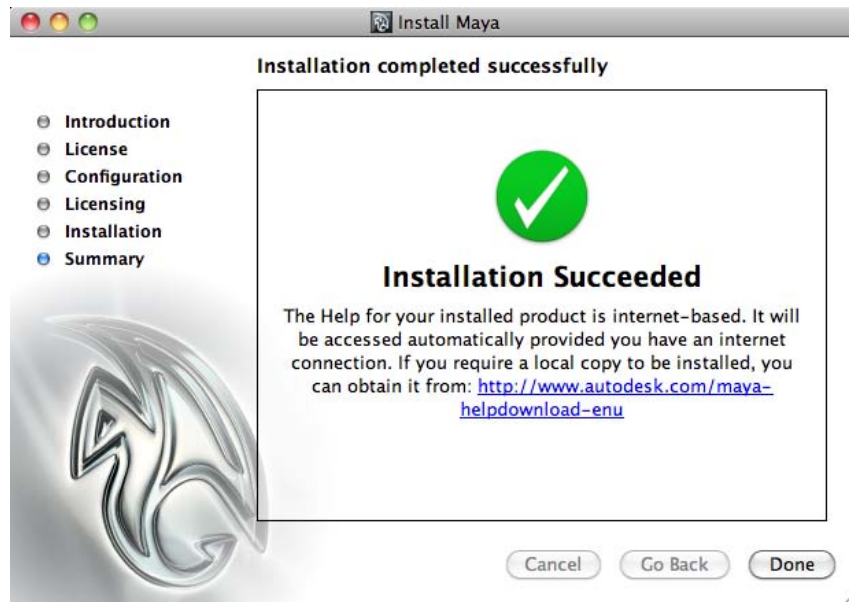 Install Maya
Installation completed successfully
Introduction
License
Configuration
Licensing
Installation
Summary
Installation Succeeded
The Help for your installed product is internet-based. It will
be accessed automatically provided you have an internet
connection. If you require a local copy to be installed, you
can obtain it from: http://www.autodesk.com/maya-
helpdownload-enu
Cancel
Go Back
Done